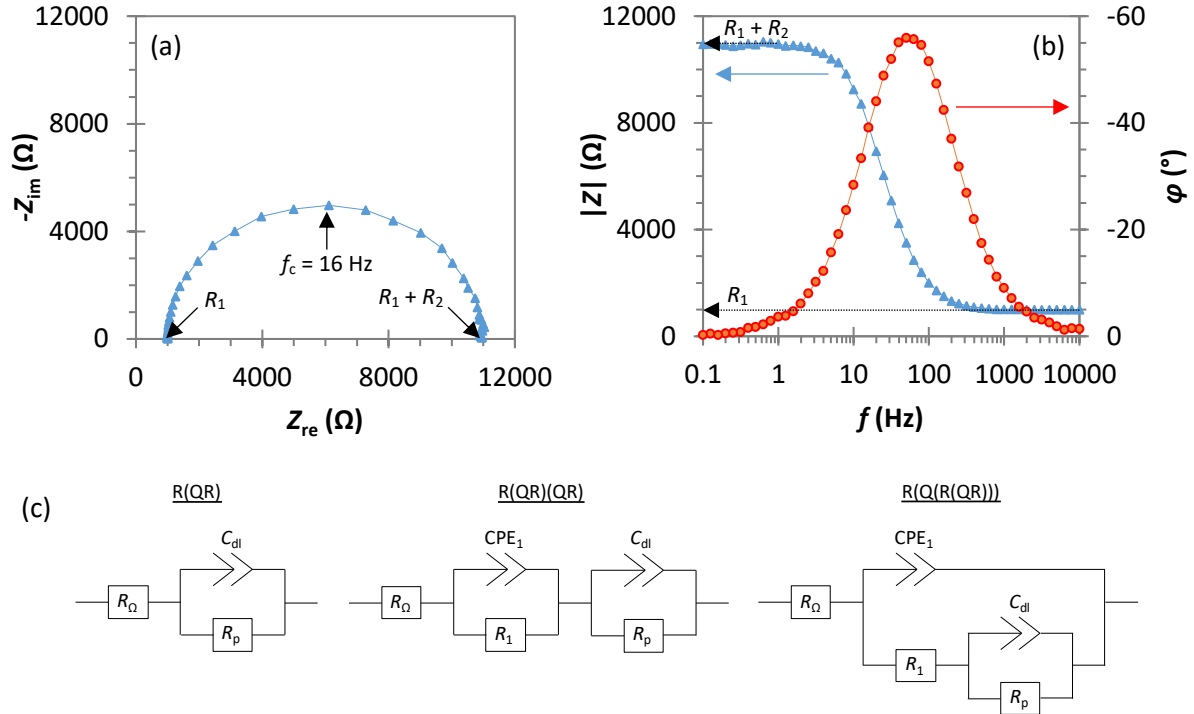 (a)
12000
8000
4000
0
-Zim (Ω)
R1
fc = 16 Hz
R1 + R2
0 4000 8000 12000
Zre (Ω)
(b)
12000
8000
4000
0
|Z| (Ω)
R1 + R2
R1
-60
-40
-20
0
φ (°)
0.1 1 10 100 1000 10000
f (Hz)
(c)
R(QR)
Cdl
RΩ
Rp
R(QR)(QR)
CPE1 Cdl
RΩ
R1 Rp
R(Q(R(QR)))
CPE1
RΩ
Cdl
R1
Rp